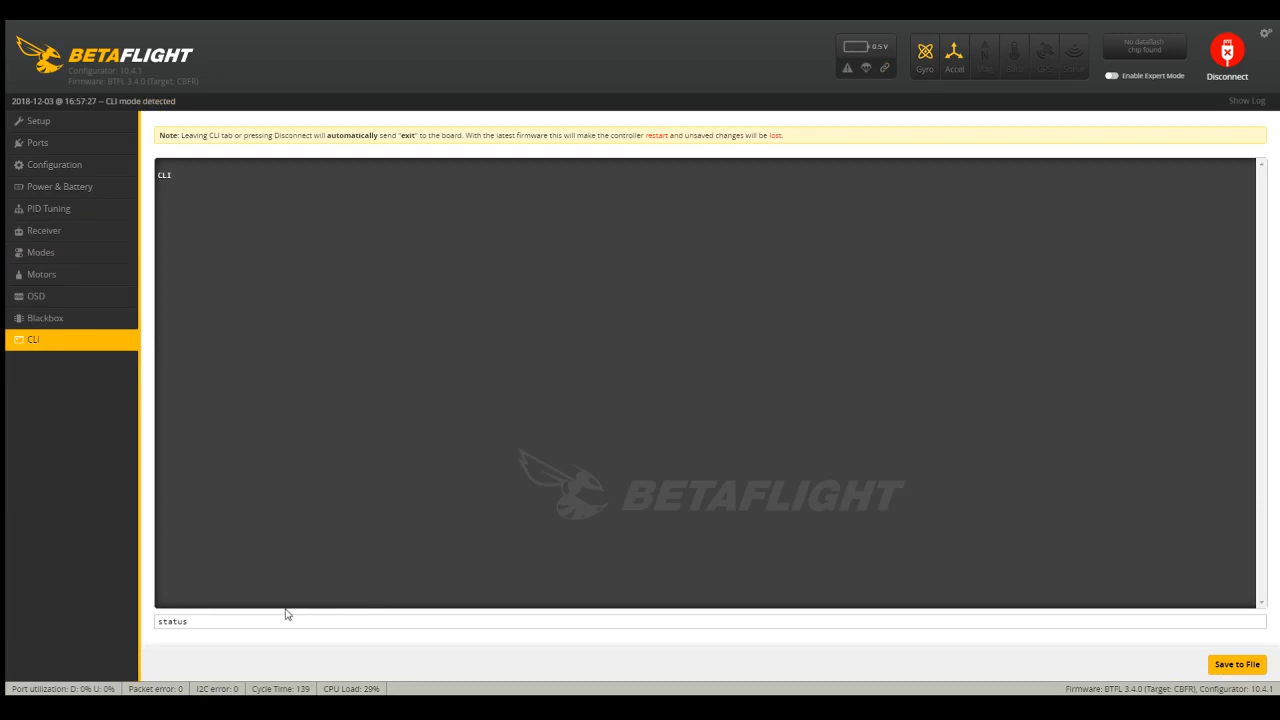 BETAFLIGHT
Configurator: 10.4.1
Firmware: BTFL 3.4.0 (Target: CBFR)
0.5 V
Gyro
Accel
Mag
Baro
GPS
Sonar
No dataflash
chip found
Enable Expert Mode
Disconnect
2018-12-03 @ 16:57:27 -- CLI mode detected
Show Log
Setup
Ports
Configuration
Power & Battery
PID Tuning
Receiver
Modes
Motors
OSD
Blackbox
CLI
Note: Leaving CLI tab or pressing Disconnect will automatically send "exit" to the board. With the latest firmware this will make the controller restart and unsaved changes will be lost.
CLI
BETAFLIGHT
status
Save to File
Port utilization: D: 0% U: 0%
Packet error: 0
I2C error: 0
Cycle Time: 139
CPU Load: 29%
Firmware: BTFL 3.4.0 (Target: CBFR), Configurator: 10.4.1